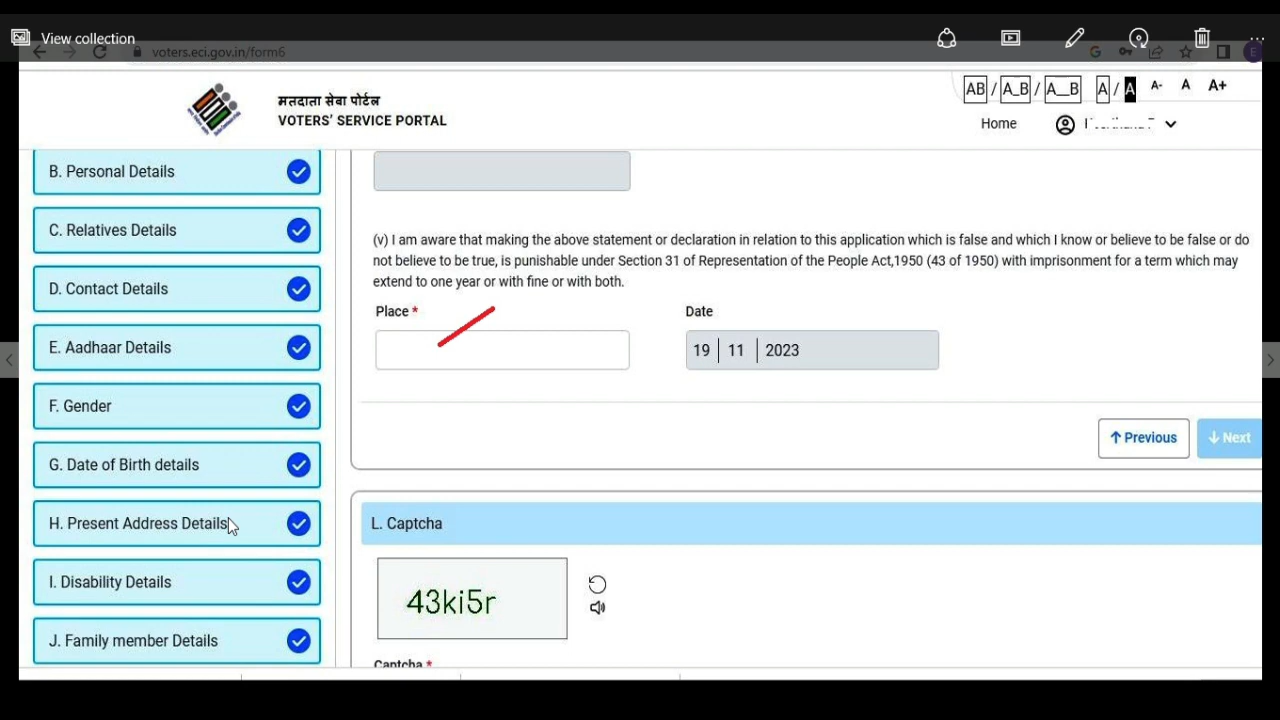 View collection
voters.eci.gov.in/form6
मतदाता सेवा पोर्टल
VOTERS' SERVICE PORTAL
AB / A_B / A__B A / A A- A A+
Home
B. Personal Details
C. Relatives Details
D. Contact Details
E. Aadhaar Details
F. Gender
G. Date of Birth details
H. Present Address Details
I. Disability Details
J. Family member Details
(v) I am aware that making the above statement or declaration in relation to this application which is false and which I know or believe to be false or do
not believe to be true, is punishable under Section 31 of Representation of the People Act,1950 (43 of 1950) with imprisonment for a term which may
extend to one year or with fine or with both.
Place * Date
19 11 2023
Previous Next
L. Captcha
43ki5r
Captcha *